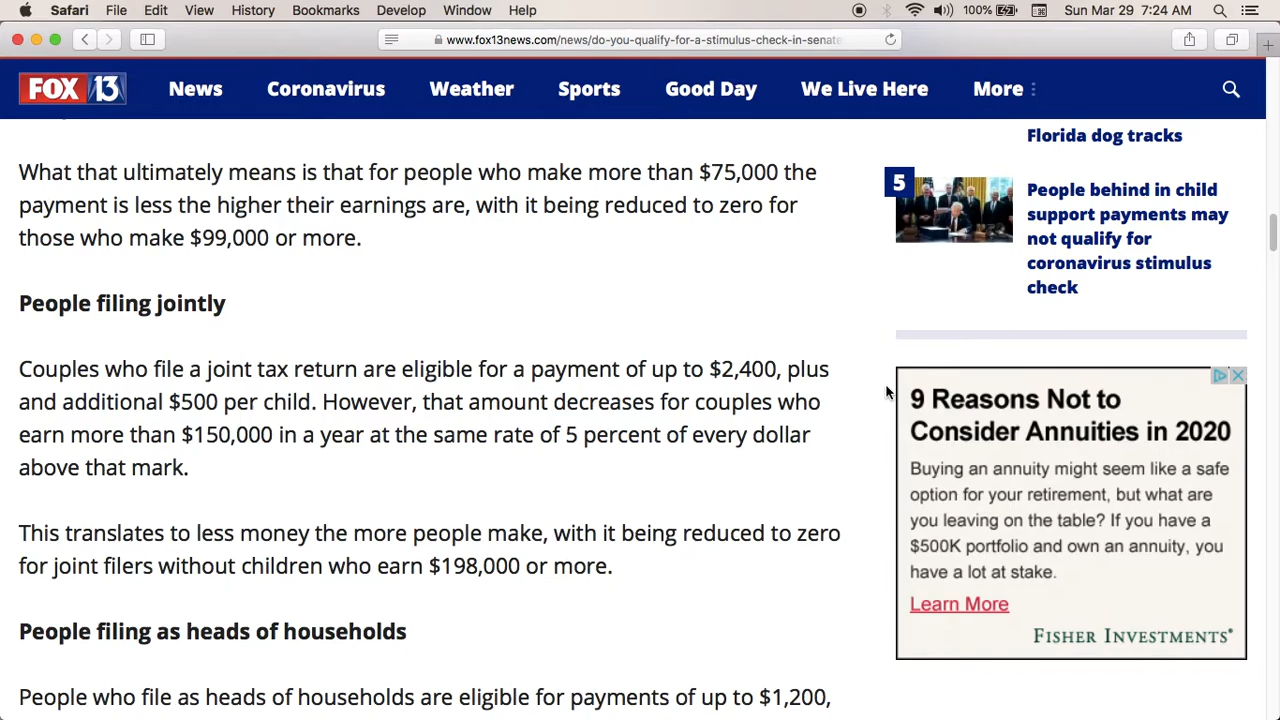 Safari File Edit View History Bookmarks Develop Window Help 100% Sun Mar 29 7:24 AM
www.fox13news.com/news/do-you-qualify-for-a-stimulus-check-in-senate
FOX 13 News Coronavirus Weather Sports Good Day We Live Here More
What that ultimately means is that for people who make more than $75,000 the
payment is less the higher their earnings are, with it being reduced to zero for
those who make $99,000 or more.
People filing jointly
Couples who file a joint tax return are eligible for a payment of up to $2,400, plus
and additional $500 per child. However, that amount decreases for couples who
earn more than $150,000 in a year at the same rate of 5 percent of every dollar
above that mark.
This translates to less money the more people make, with it being reduced to zero
for joint filers without children who earn $198,000 or more.
People filing as heads of households
People who file as heads of households are eligible for payments of up to $1,200,
Florida dog tracks
5
People behind in child
support payments may
not qualify for
coronavirus stimulus
check
9 Reasons Not to
Consider Annuities in 2020
Buying an annuity might seem like a safe
option for your retirement, but what are
you leaving on the table? If you have a
$500K portfolio and own an annuity, you
have a lot at stake.
Learn More
FISHER INVESTMENTS®